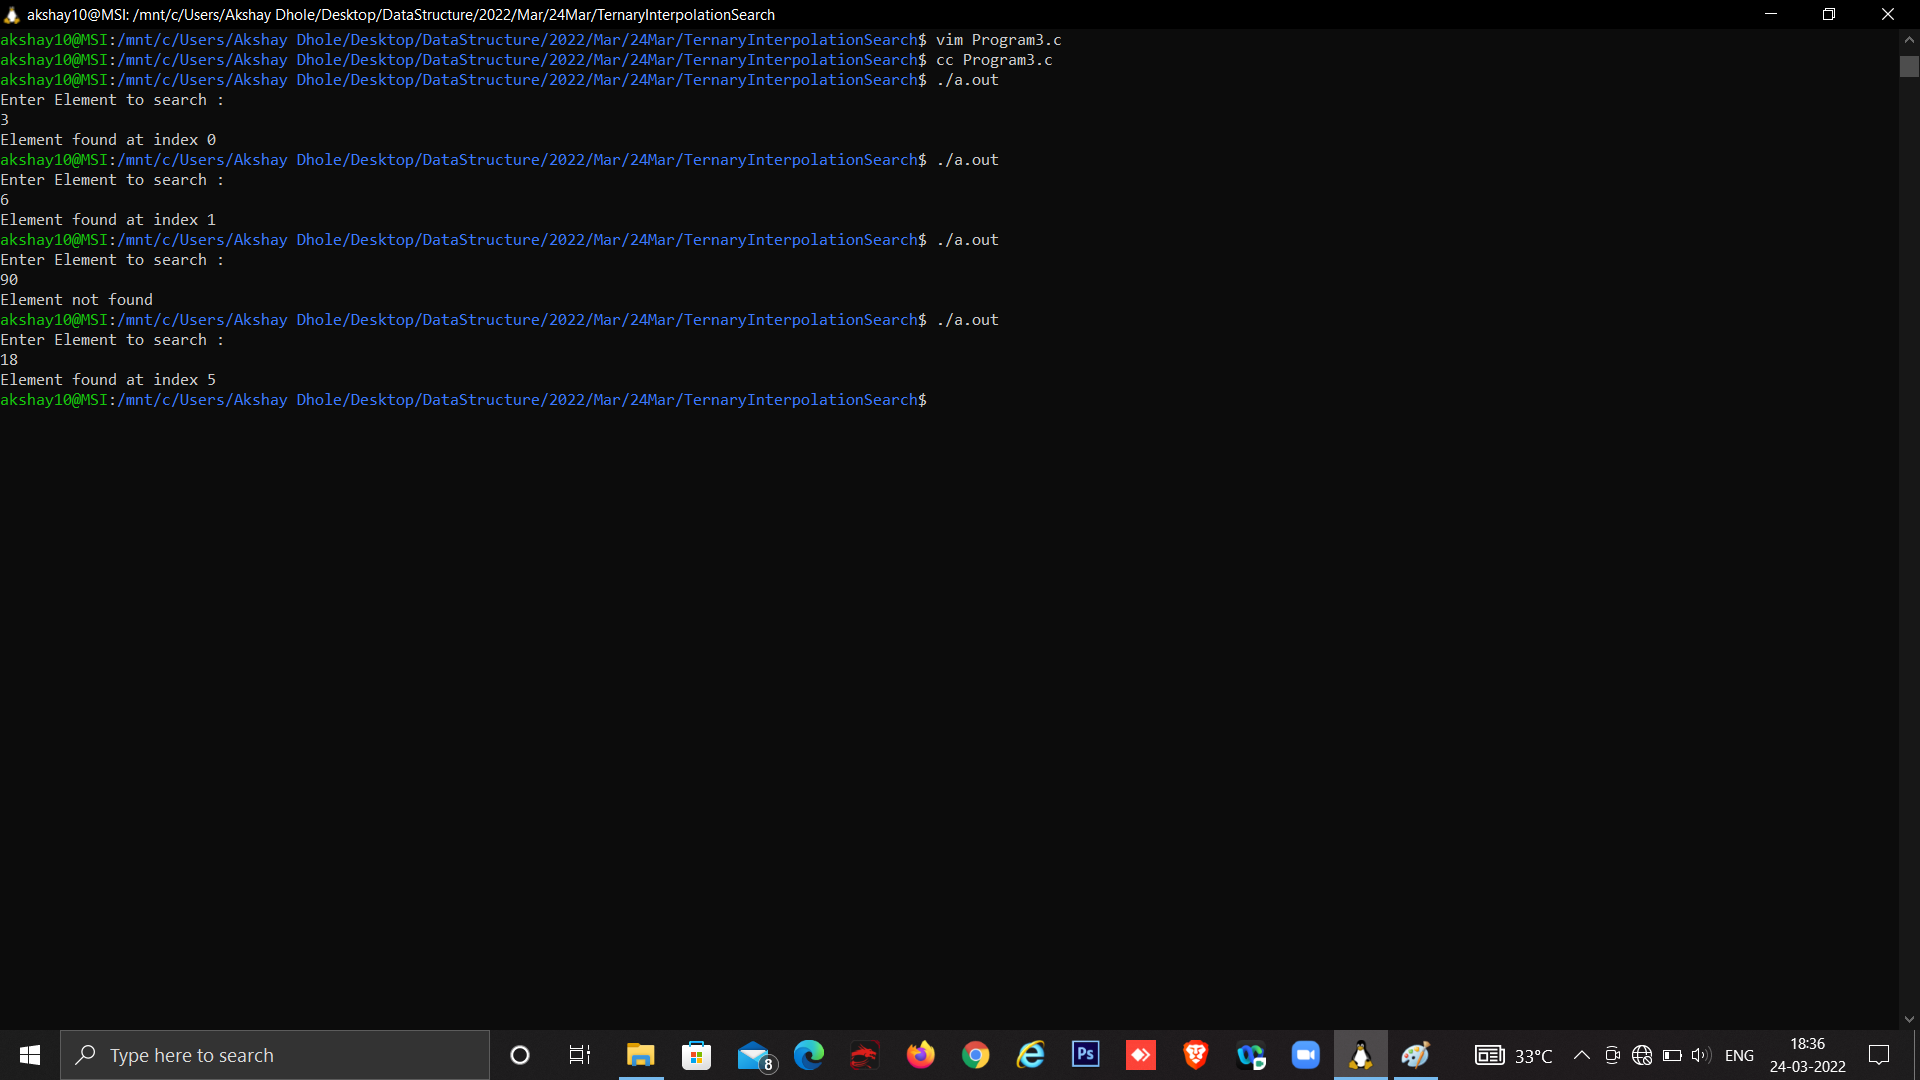 akshay10@MSI: /mnt/c/Users/Akshay Dhole/Desktop/DataStructure/2022/Mar/24Mar/TernaryInterpolationSearch
akshay10@MSI:/mnt/c/Users/Akshay Dhole/Desktop/DataStructure/2022/Mar/24Mar/TernaryInterpolationSearch$ vim Program3.c
akshay10@MSI:/mnt/c/Users/Akshay Dhole/Desktop/DataStructure/2022/Mar/24Mar/TernaryInterpolationSearch$ cc Program3.c
akshay10@MSI:/mnt/c/Users/Akshay Dhole/Desktop/DataStructure/2022/Mar/24Mar/TernaryInterpolationSearch$ ./a.out
Enter Element to search :
3
Element found at index 0
akshay10@MSI:/mnt/c/Users/Akshay Dhole/Desktop/DataStructure/2022/Mar/24Mar/TernaryInterpolationSearch$ ./a.out
Enter Element to search :
6
Element found at index 1
akshay10@MSI:/mnt/c/Users/Akshay Dhole/Desktop/DataStructure/2022/Mar/24Mar/TernaryInterpolationSearch$ ./a.out
Enter Element to search :
90
Element not found
akshay10@MSI:/mnt/c/Users/Akshay Dhole/Desktop/DataStructure/2022/Mar/24Mar/TernaryInterpolationSearch$ ./a.out
Enter Element to search :
18
Element found at index 5
akshay10@MSI:/mnt/c/Users/Akshay Dhole/Desktop/DataStructure/2022/Mar/24Mar/TernaryInterpolationSearch$
Type here to search
8
Ps
33°C
ENG
18:36
24-03-2022